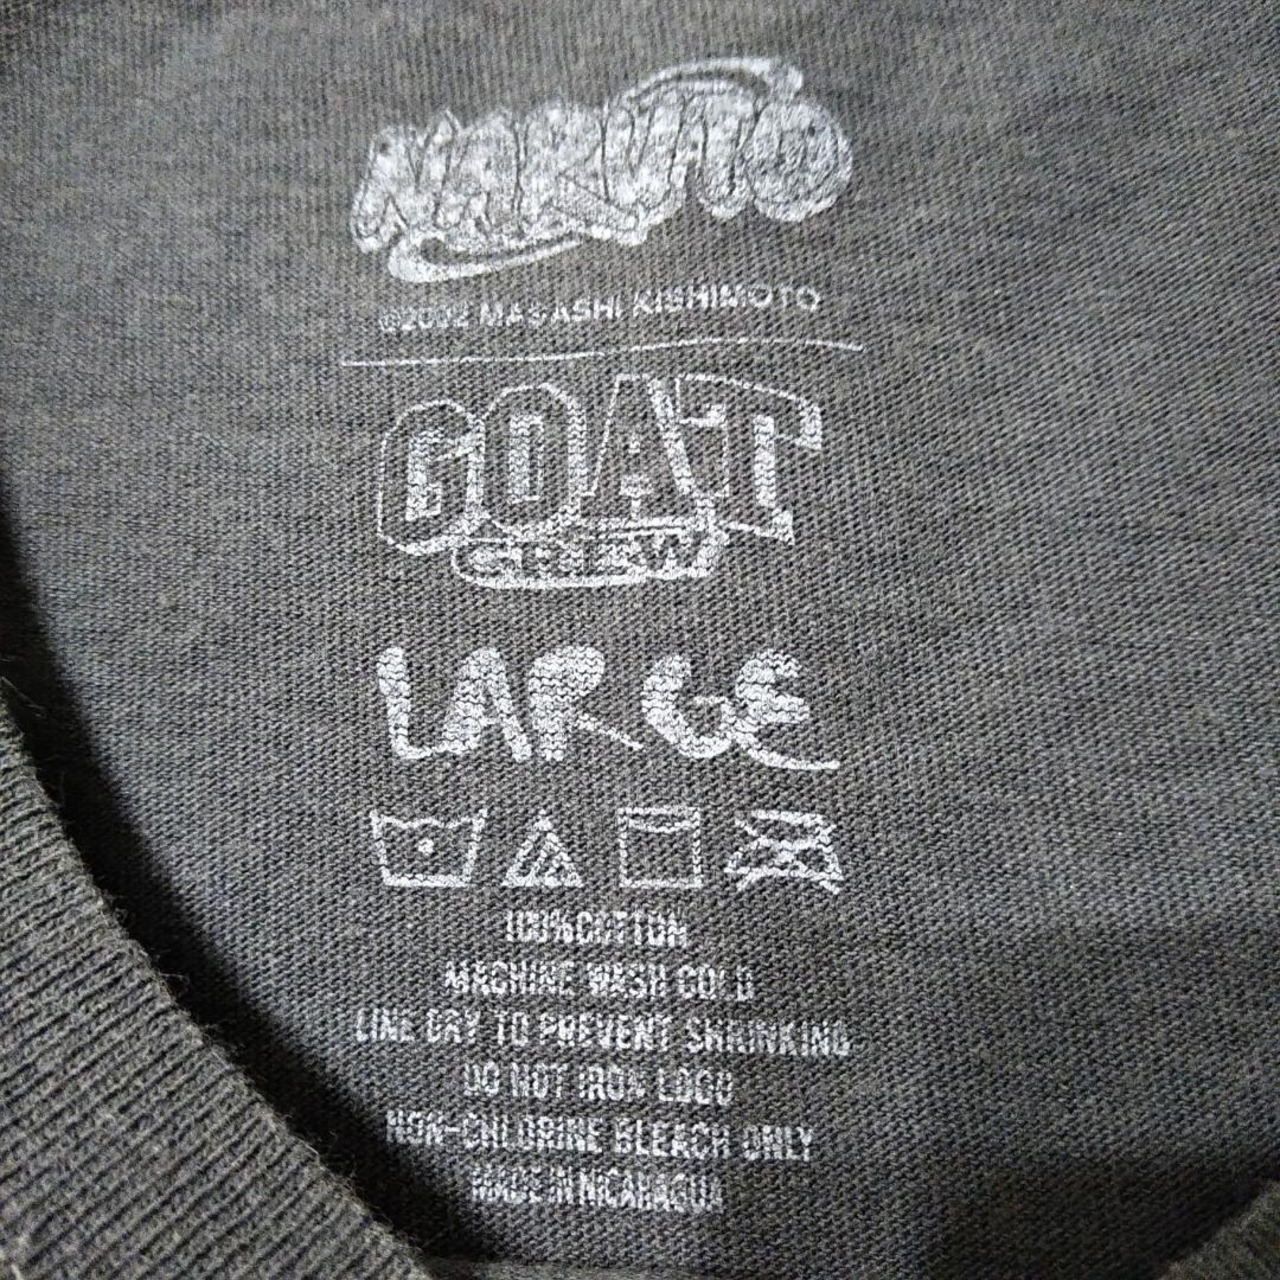 NARUTO
©2002 MASASHI KISHIMOTO
GOAT
CREW
LARGE
100%COTTON
MACHINE WASH COLD
LINE DRY TO PREVENT SHRINKING
DO NOT IRON LOGO
NON-CHLORINE BLEACH ONLY
MADE IN NICARAGUA